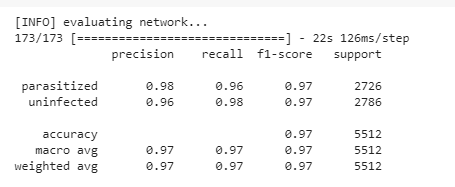 [INFO] evaluating network...
173/173 [==============================] - 22s 126ms/step
              precision    recall  f1-score   support

 parasitized       0.98      0.96      0.97      2726
  uninfected       0.96      0.98      0.97      2786

    accuracy                           0.97      5512
   macro avg       0.97      0.97      0.97      5512
weighted avg       0.97      0.97      0.97      5512